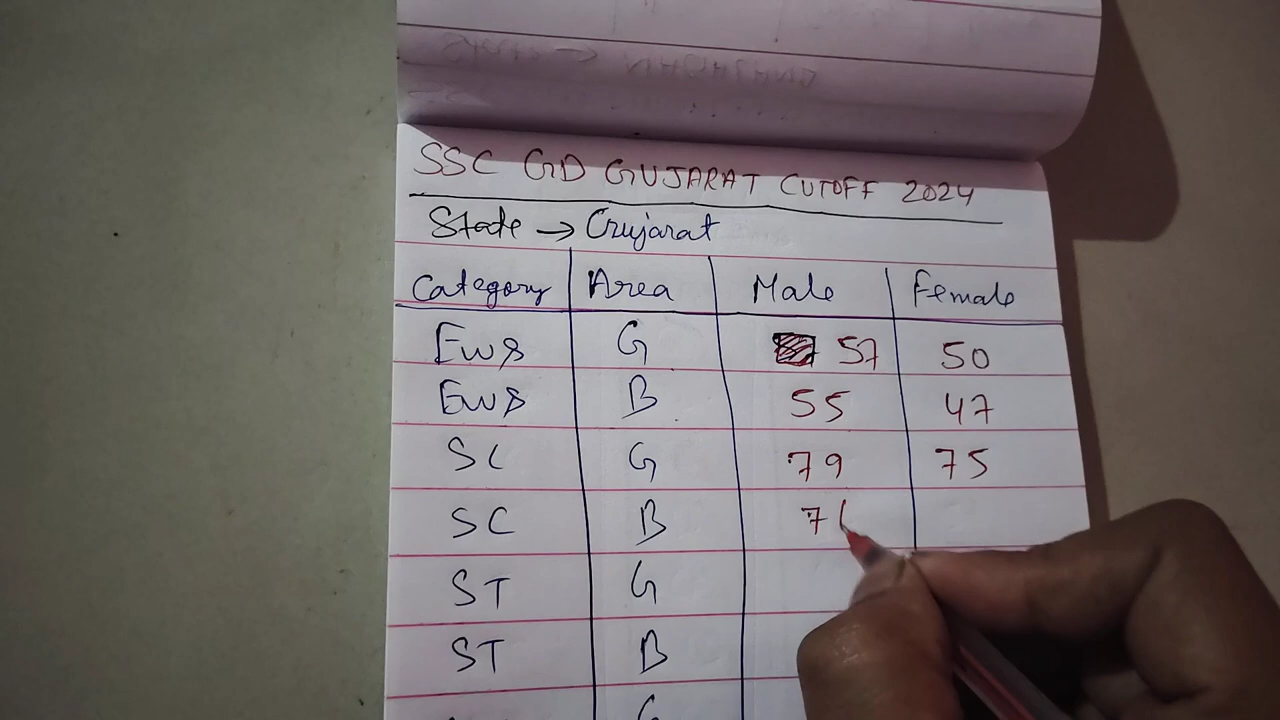 SSC GD GUJARAT CUTOFF 2024
State → Gujarat
Category Area Male Female
EWS G 57 50
EWS B 55 47
SC G 79 75
SC B 7
ST G
ST B
G